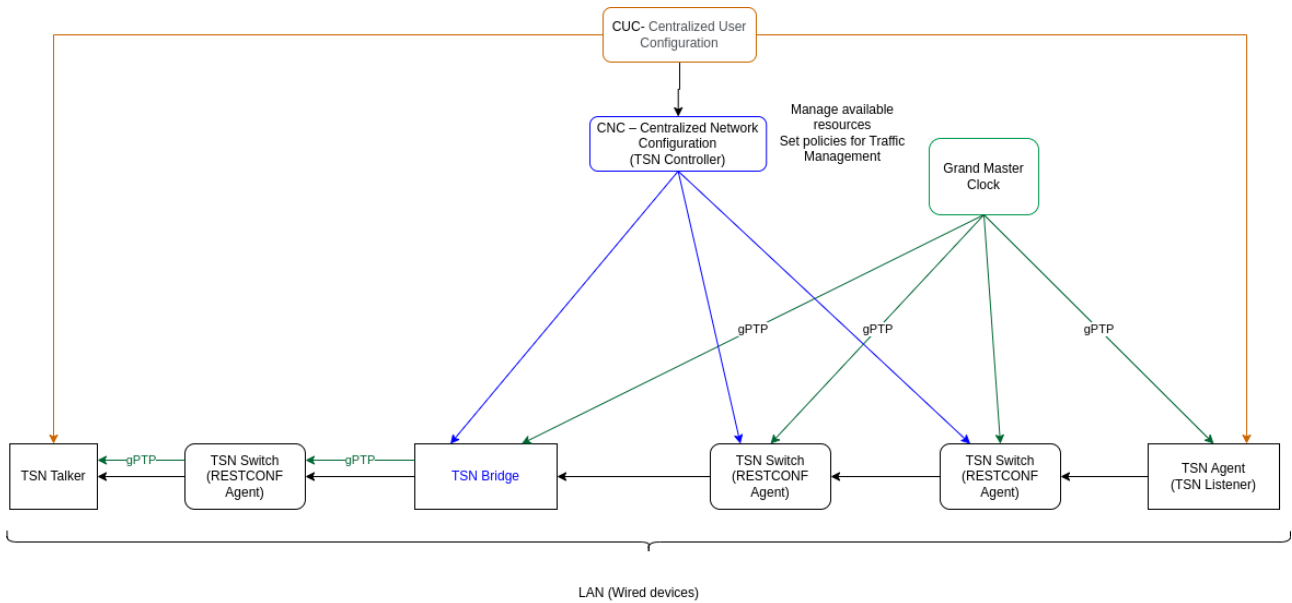 CUC- Centralized User
Configuration
CNC – Centralized Network
Configuration
(TSN Controller)
Manage available
resources
Set policies for Traffic
Management
Grand Master
Clock
gPTP
gPTP
gPTP
TSN Talker
gPTP
TSN Switch
(RESTCONF
Agent)
gPTP
TSN Bridge
TSN Switch
(RESTCONF
Agent)
TSN Switch
(RESTCONF
Agent)
TSN Agent
(TSN Listener)
LAN (Wired devices)